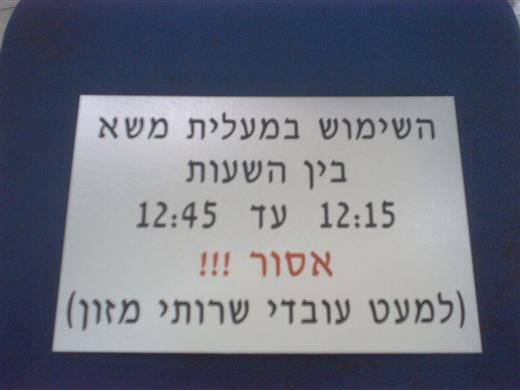 השימוש במעלית משא
בין השעות
12:15 עד 12:45
אסור !!!
(למעט עובדי שרותי מזון)